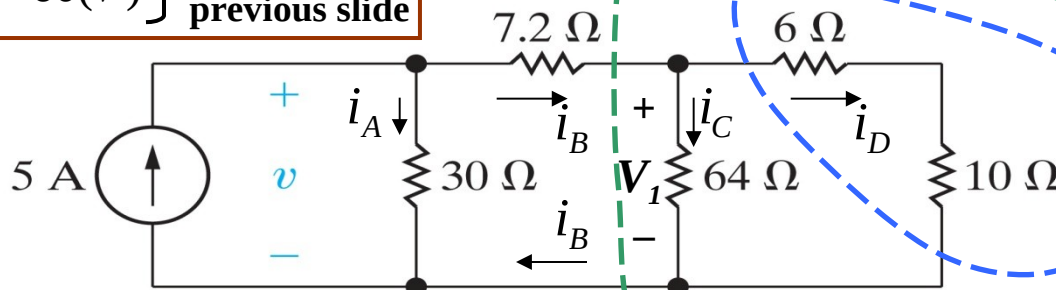 previous slide
7.2 Ω
6 Ω
+
i_A
i_B
+
i_C
i_D
5 A
v
30 Ω
V_1
64 Ω
10 Ω
i_B
−
−